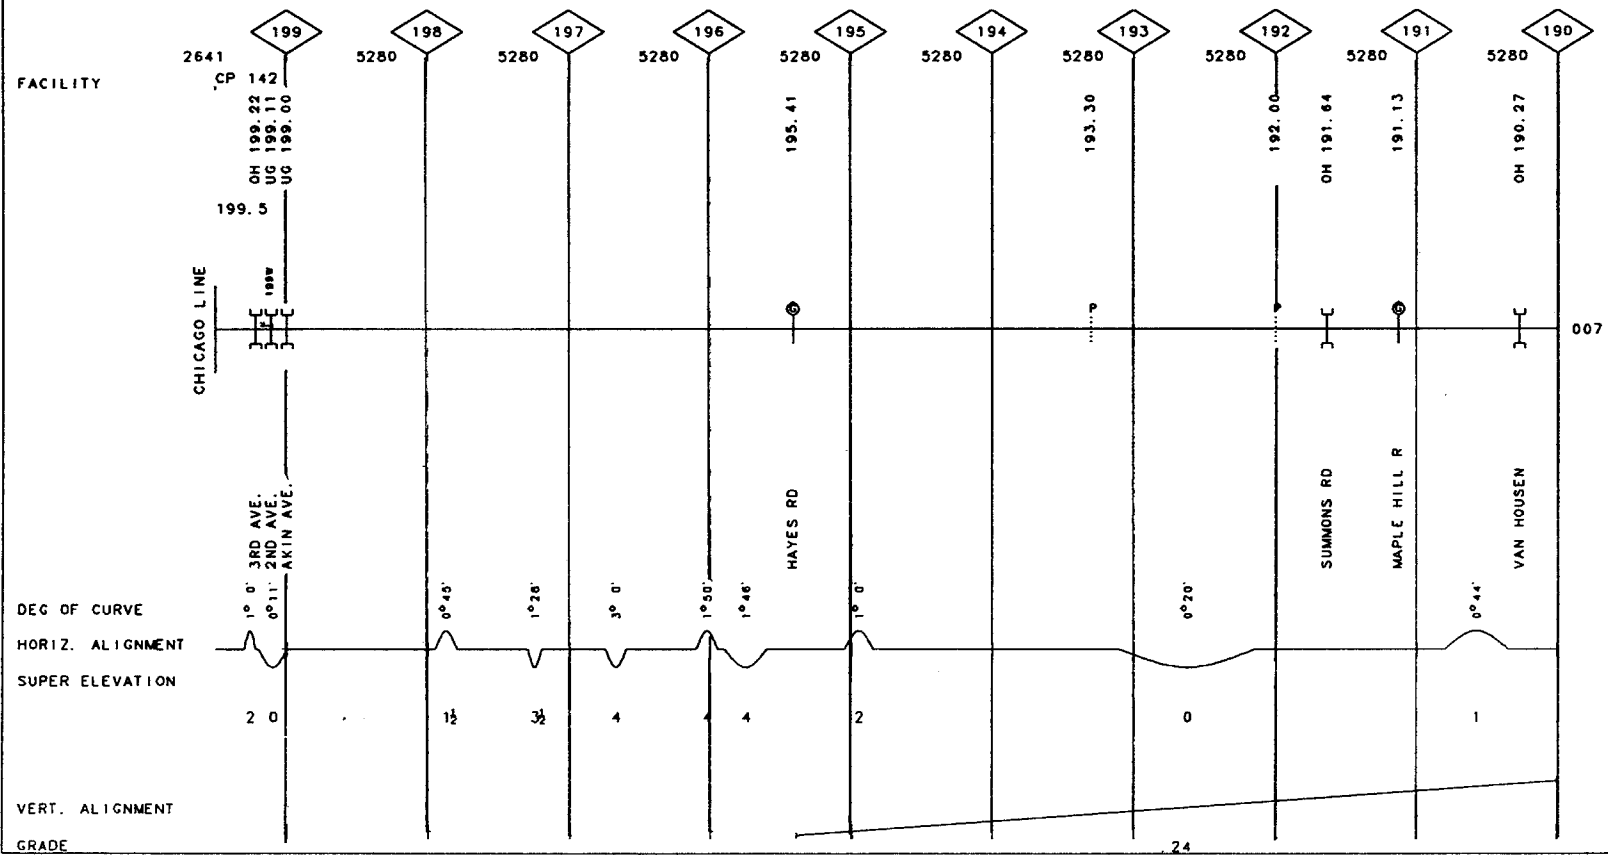 199 198 197 196 195 194 193 192 191 190
2641 5280 5280 5280 5280 5280 5280 5280 5280 5280
FACILITY
CP 142
OH 199.22
UG 199.11
UG 199.00
195.41
193.30
192.00
OH 191.64
191.13
OH 190.27
199.5
CHICAGO LINE
199W
G
P
P
G
007
3RD AVE.
2ND AVE.
AKIN AVE.
HAYES RD
SUMMONS RD
MAPLE HILL R
VAN HOUSEN
DEG OF CURVE
1° 0' 0°11' 0°45' 1°28' 3° 0' 1°50' 1°46' 1° 0' 0°20' 0°44'
HORIZ. ALIGNMENT
SUPER ELEVATION
2 0 1½ 3½ 4 4 4 2 0 1
VERT. ALIGNMENT
GRADE .24